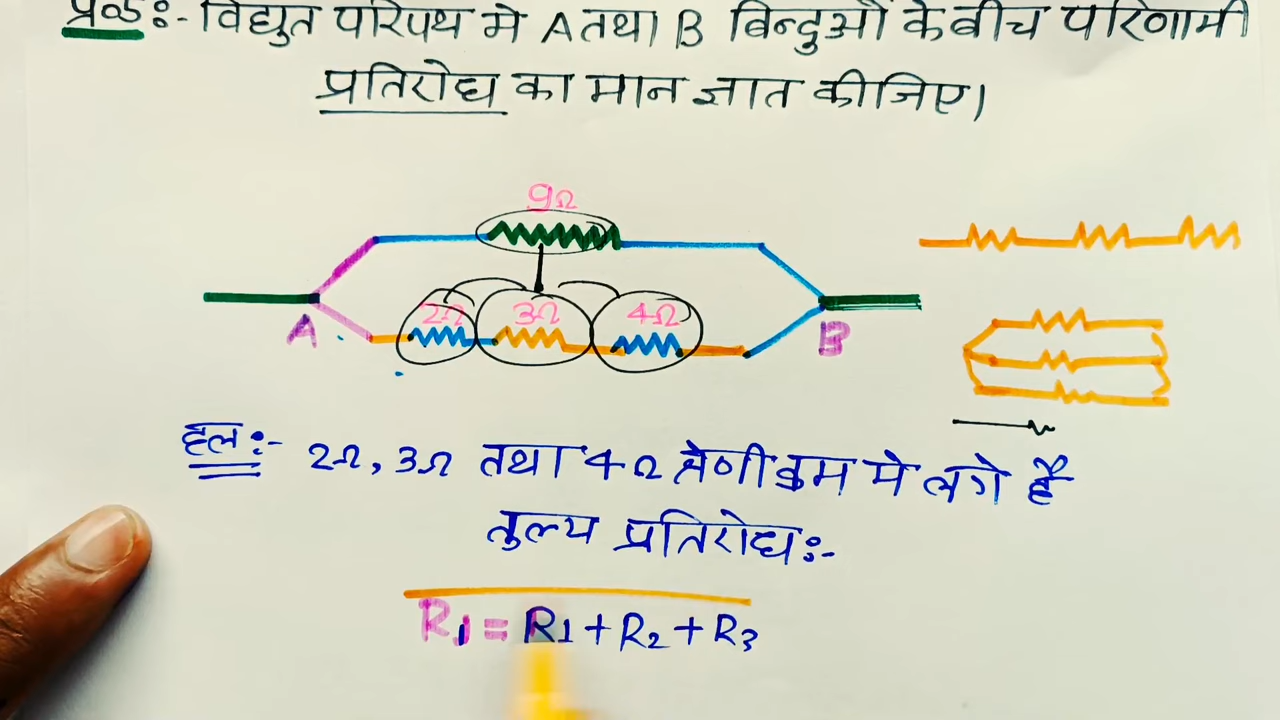 प्र०८:- विद्युत परिपथ मे A तथा B बिन्दुओं के बीच परिणामी
प्रतिरोध का मान ज्ञात कीजिए।
9Ω
2Ω 3Ω 4Ω
A B
हल:- 2Ω, 3Ω तथा 4Ω श्रेणीक्रम मे लगे है
तुल्य प्रतिरोध:-
R1 = R1 + R2 + R3